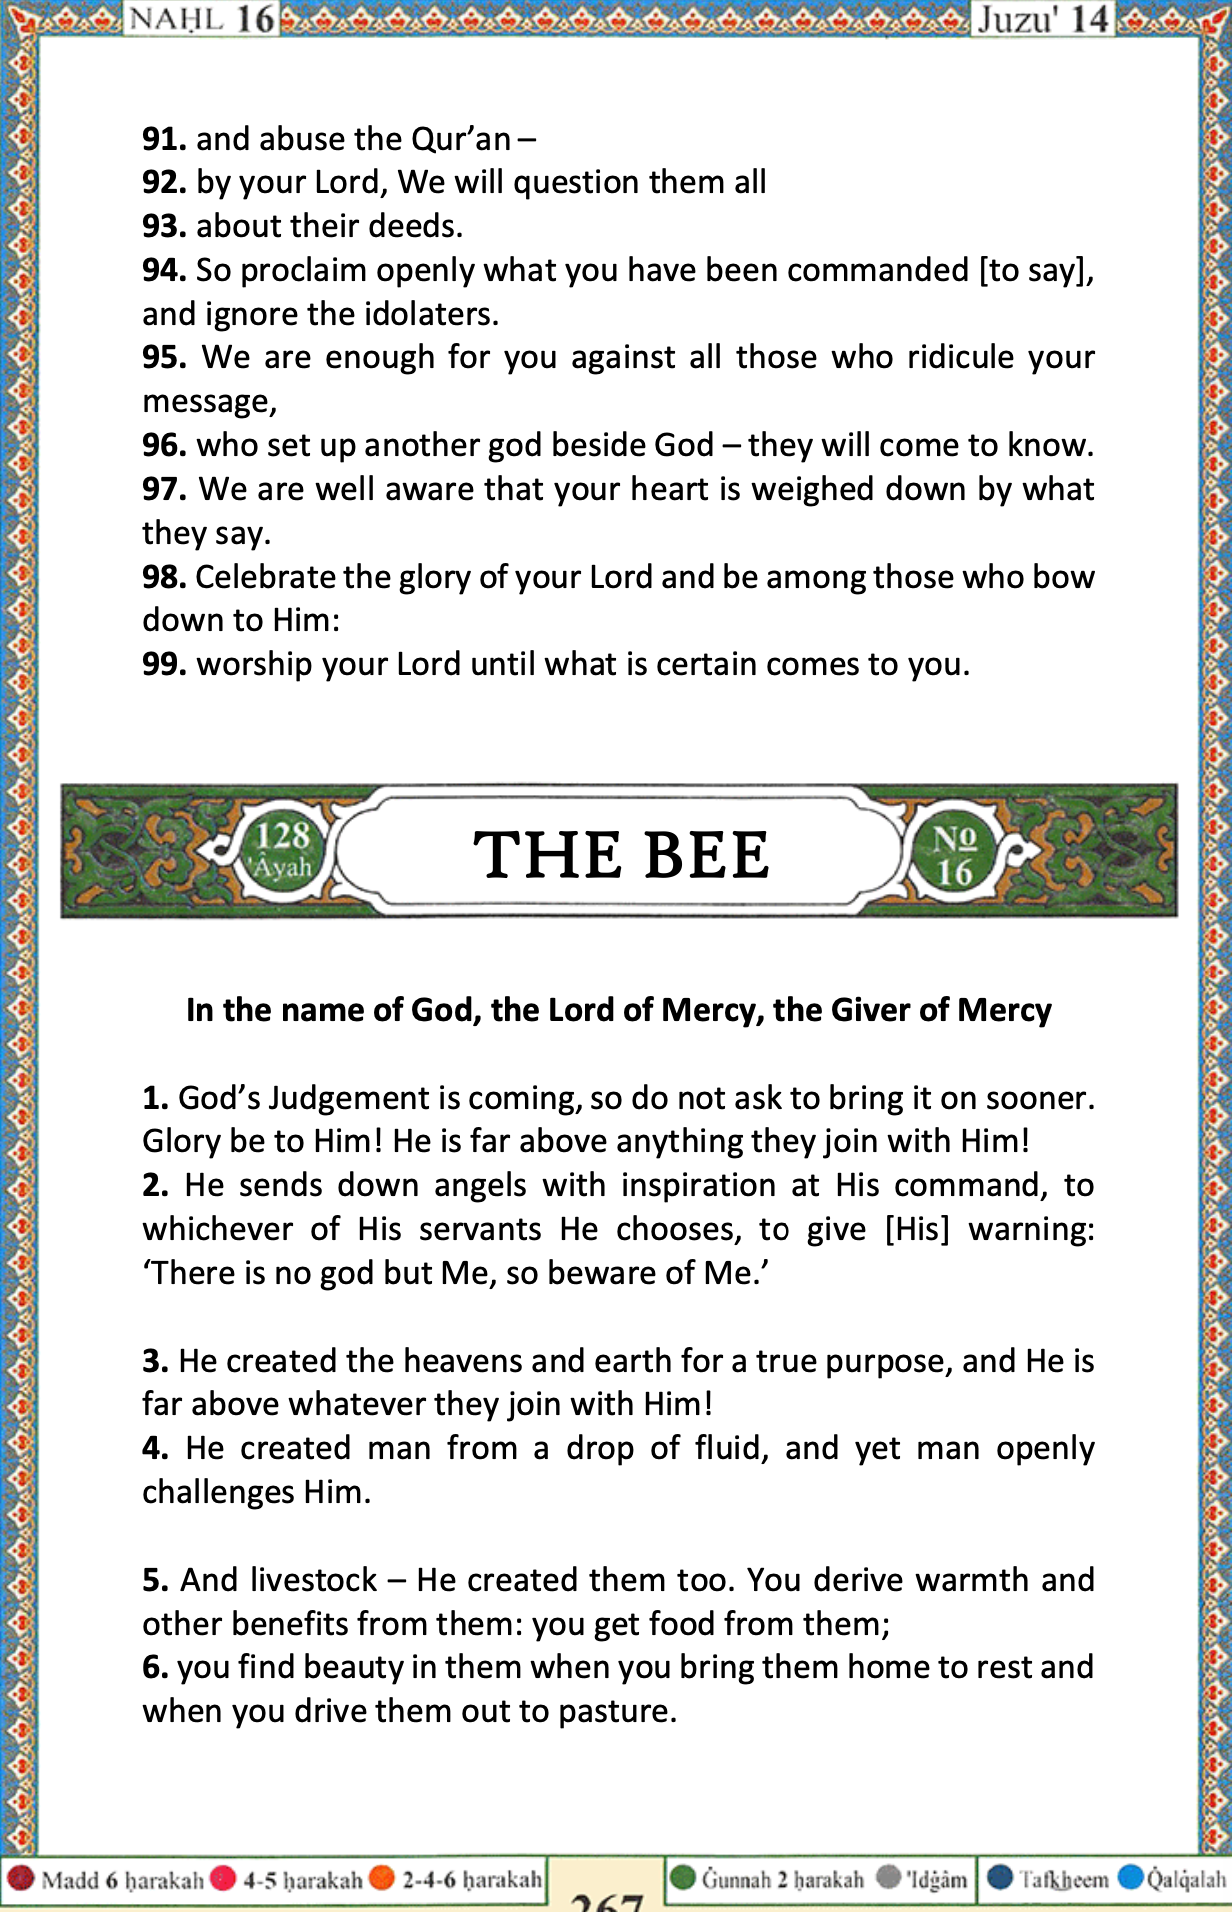 NAḤL 16
Juzu' 14
91. and abuse the Qur’an –
92. by your Lord, We will question them all
93. about their deeds.
94. So proclaim openly what you have been commanded [to say],
and ignore the idolaters.
95. We are enough for you against all those who ridicule your
message,
96. who set up another god beside God – they will come to know.
97. We are well aware that your heart is weighed down by what
they say.
98. Celebrate the glory of your Lord and be among those who bow
down to Him:
99. worship your Lord until what is certain comes to you.
128
'Âyah
THE BEE
No
16
In the name of God, the Lord of Mercy, the Giver of Mercy
1. God’s Judgement is coming, so do not ask to bring it on sooner.
Glory be to Him! He is far above anything they join with Him!
2. He sends down angels with inspiration at His command, to
whichever of His servants He chooses, to give [His] warning:
‘There is no god but Me, so beware of Me.’
3. He created the heavens and earth for a true purpose, and He is
far above whatever they join with Him!
4. He created man from a drop of fluid, and yet man openly
challenges Him.
5. And livestock – He created them too. You derive warmth and
other benefits from them: you get food from them;
6. you find beauty in them when you bring them home to rest and
when you drive them out to pasture.
Madd 6 ḥarakah 4-5 ḥarakah 2-4-6 ḥarakah
267
Ġunnah 2 ḥarakah 'Idġâm
Tafkheem Qalqalah